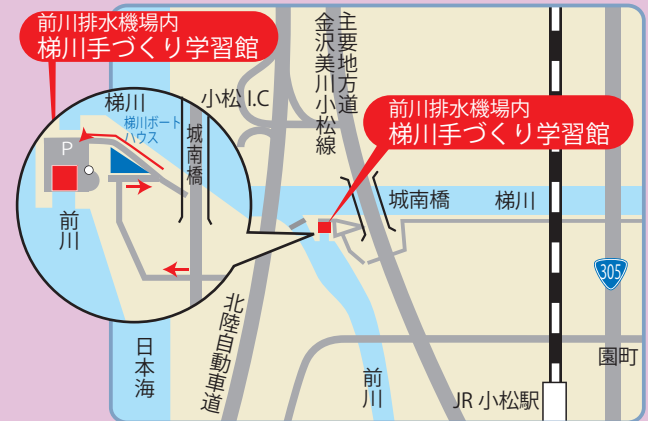 前川排水機場内
梯川手づくり学習館
梯川
梯川ボート
ハウス
城南橋
P
前川
小松 I.C
主要地方道
金沢美川小松線
前川排水機場内
梯川手づくり学習館
城南橋
梯川
305
北陸自動車道
日本海
前川
園町
JR 小松駅